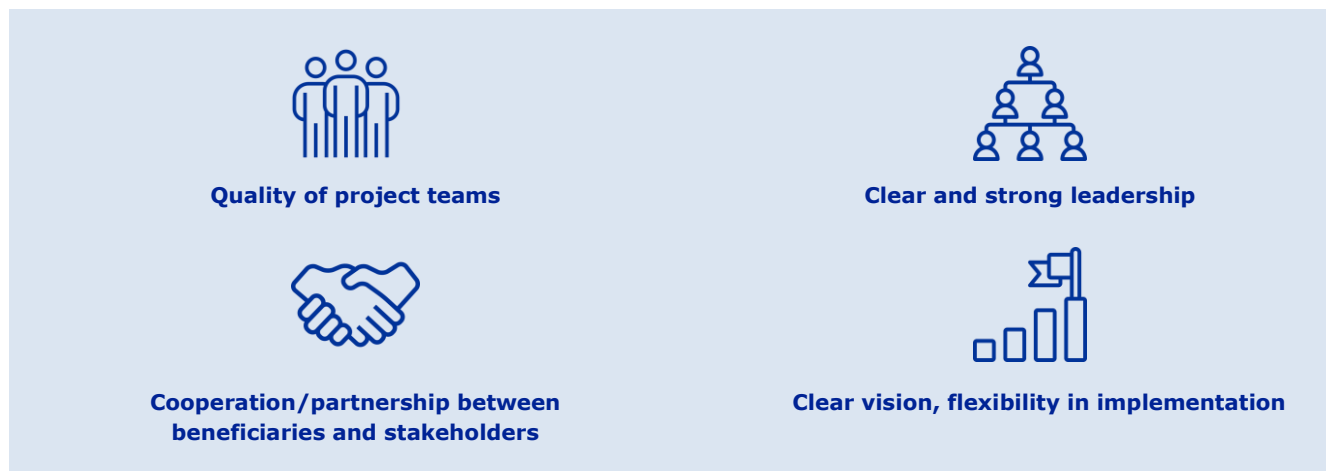 Quality of project teams
Clear and strong leadership
Cooperation/partnership between
beneficiaries and stakeholders
Clear vision, flexibility in implementation